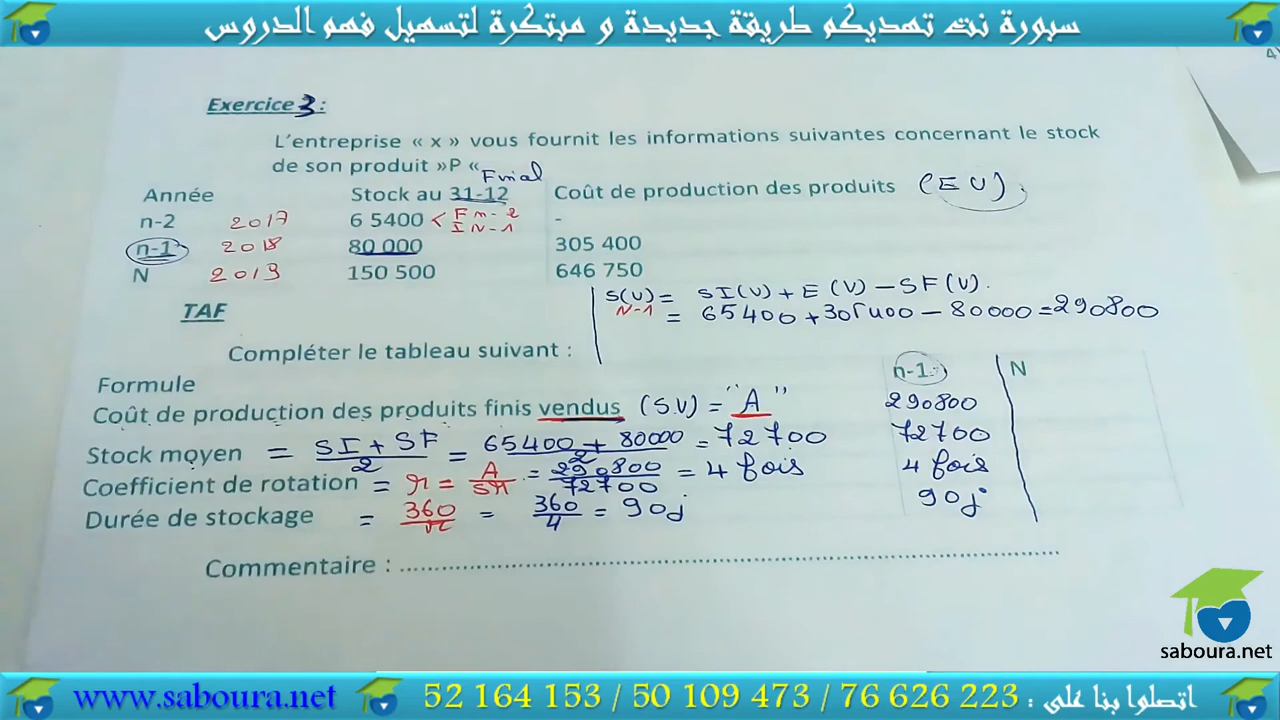 سبورة نت تهديكم طريقة جديدة و مبتكرة لتسهيل فهم الدروس
Exercice 3 :
L'entreprise « x » vous fournit les informations suivantes concernant le stock
de son produit »P «
Année Stock au 31-12 Final Coût de production des produits (E V)
n-2 2017 6 5400 < F n-2 I N-1 -
n-1 2018 80 000 305 400
N 2019 150 500 646 750
S(V) N-1 = SI(V) + E(V) - SF(V).
= 65400 + 305400 - 80000 = 290800
TAF
Compléter le tableau suivant :
Formule n-1 N
Coût de production des produits finis vendus (S.V) = "A" 290800
Stock moyen = SI + SF / 2 = 65400 + 80000 / 2 = 72700 72700
Coefficient de rotation = r = A / SM = 290800 / 72700 = 4 fois 4 fois
Durée de stockage = 360 / r = 360 / 4 = 90j 90j
Commentaire : ........................................
saboura.net
www.saboura.net 52 164 153 / 50 109 473 / 76 626 223 : اتصلوا بنا على